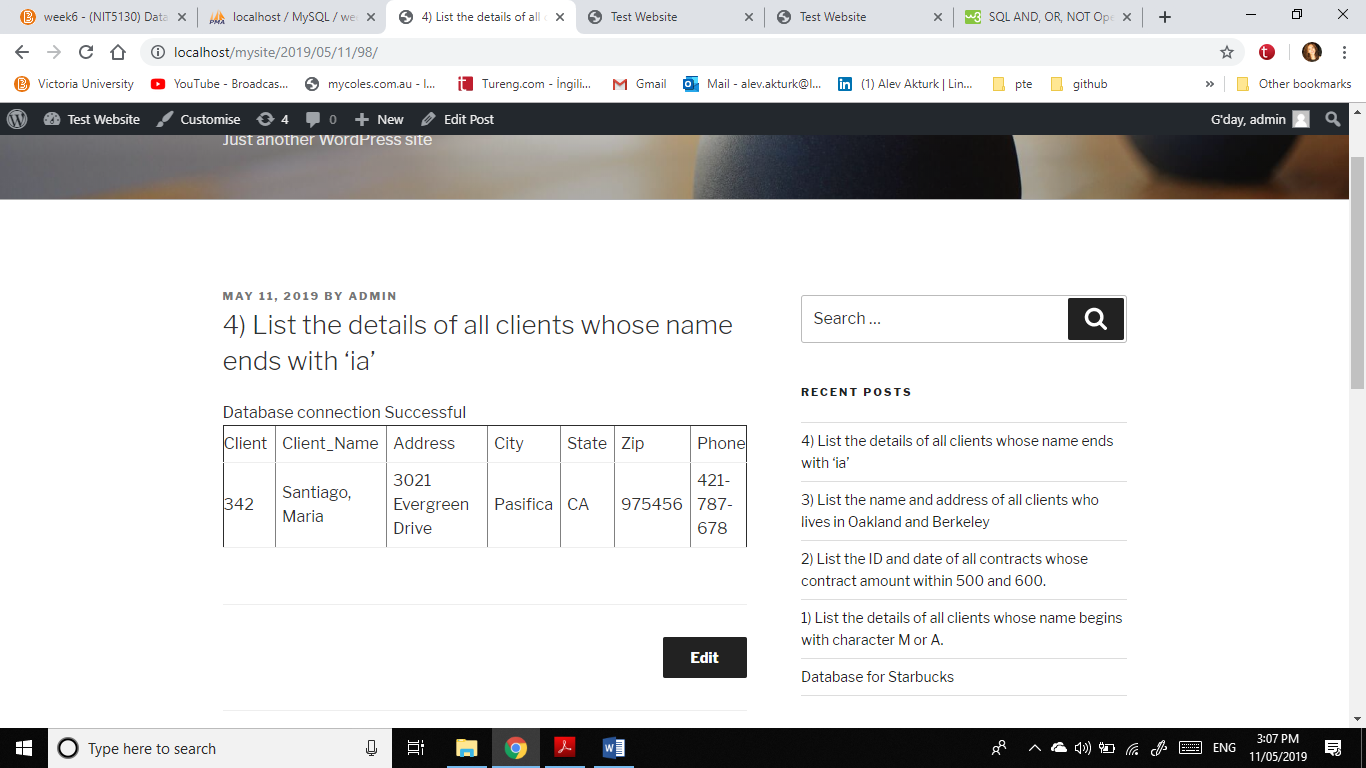 week6 - (NIT5130) Data
localhost / MySQL / we
4) List the details of all
Test Website
Test Website
SQL AND, OR, NOT Ope
localhost/mysite/2019/05/11/98/
Victoria University
YouTube - Broadcas...
mycoles.com.au - I...
Tureng.com - İngili...
Gmail
Mail - alev.akturk@l...
(1) Alev Akturk | Lin...
pte
github
»
Other bookmarks
Test Website
Customise
4
0
New
Edit Post
G'day, admin
Just another WordPress site
MAY 11, 2019 BY ADMIN
4) List the details of all clients whose name
ends with ‘ia’
Database connection Successful
Client Client_Name Address City State Zip Phone
342 Santiago, Maria 3021 Evergreen Drive Pasifica CA 975456 421-787-678
Edit
Search …
RECENT POSTS
4) List the details of all clients whose name ends
with ‘ia’
3) List the name and address of all clients who
lives in Oakland and Berkeley
2) List the ID and date of all contracts whose
contract amount within 500 and 600.
1) List the details of all clients whose name begins
with character M or A.
Database for Starbucks
Type here to search
ENG
3:07 PM
11/05/2019